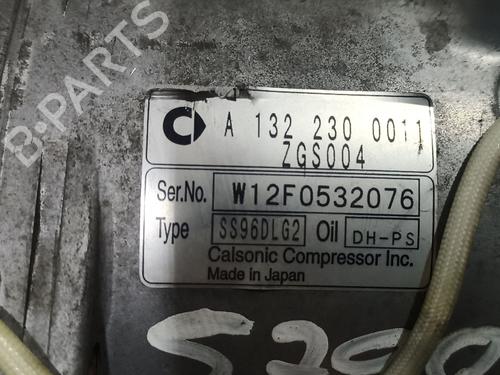 B-PARTS
A 132 230 0011
ZGS004
Ser.No. W12F0532076
Type SS96DLG2 Oil DH-PS
Calsonic Compressor Inc.
Made in Japan